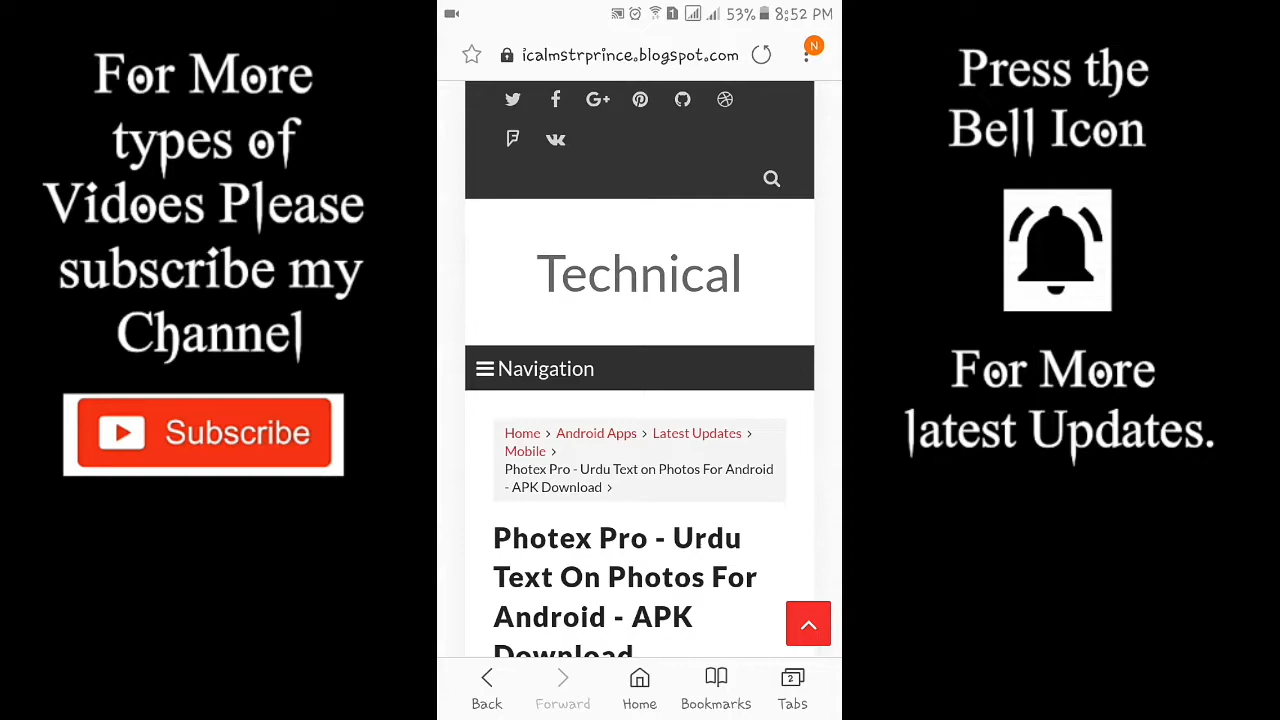 For More
types of
Vidoes Please
subscribe my
Channel
Subscribe
1
53%
8:52 PM
icalmstrprince.blogspot.com
N
G+
Technical
Navigation
Home > Android Apps > Latest Updates >
Mobile >
Photex Pro - Urdu Text on Photos For Android
- APK Download >
Photex Pro - Urdu
Text On Photos For
Android - APK
Download
Back
Forward
Home
Bookmarks
2
Tabs
Press the
Bell Icon
For More
latest Updates.